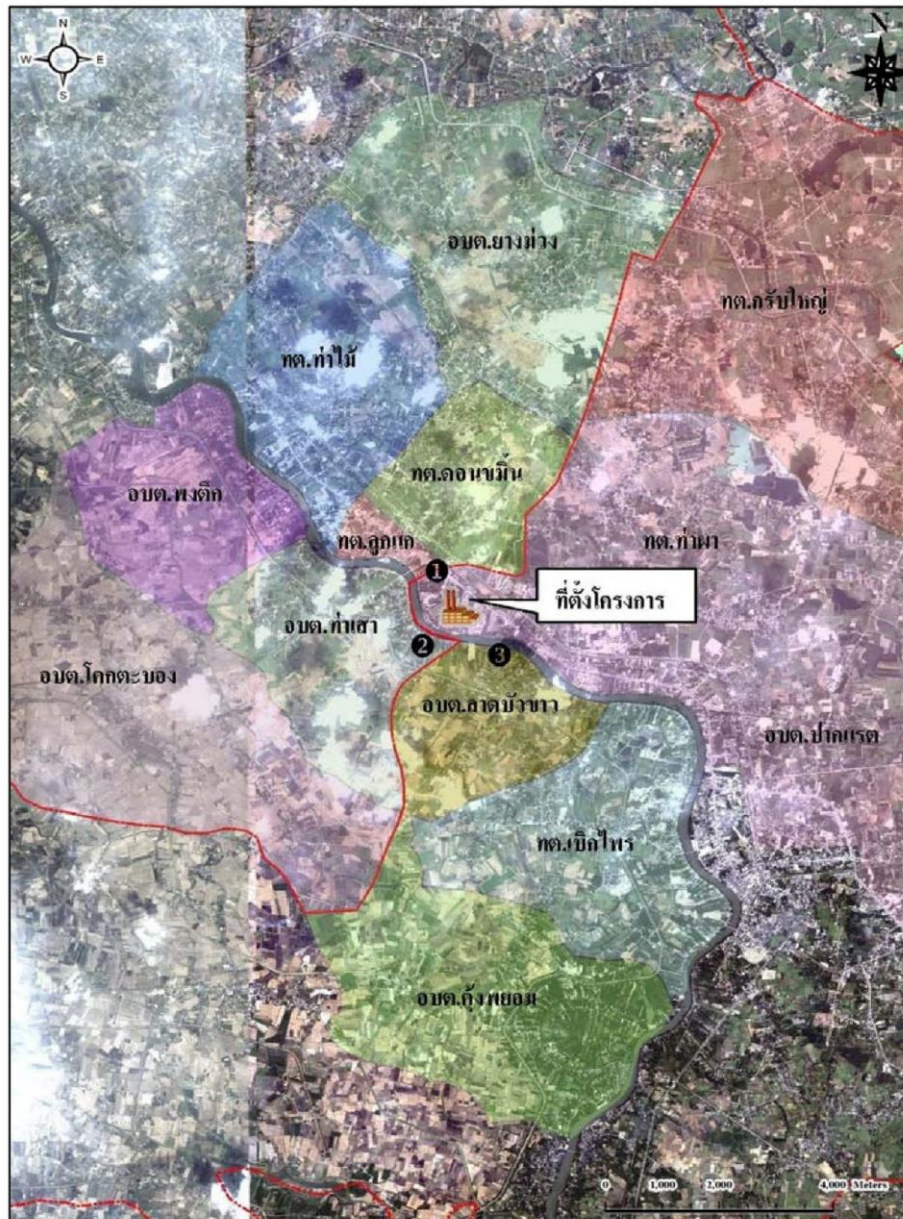 N
N
W E
S
อบต.ยางม่วง
ทต.กรับใหญ่
ทต.ท่าไม้
ทต.ดอนขมิ้น
อบต.พงตึก
ทต.ลูกแก
ทต.ท่าผา
1
ที่ตั้งโครงการ
อบต.ท่าเสา
2
3
อบต.โคกตะบอง
อบต.ลาดบัวขาว
อบต.ปากแรต
ทต.เบิกไพร
อบต.คุ้งพยอม
0 1,000 2,000 4,000 Meters